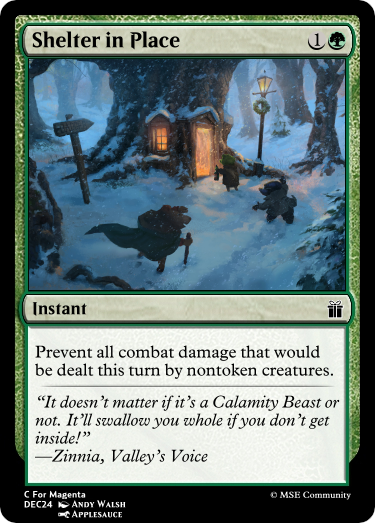 Shelter in Place 1
Instant
Prevent all combat damage that would
be dealt this turn by nontoken creatures.
“It doesn't matter if it's a Calamity Beast or
not. It'll swallow you whole if you don't get
inside!”
—Zinnia, Valley's Voice
C For Magenta
DEC24 Andy Walsh © MSE Community
Applesauce